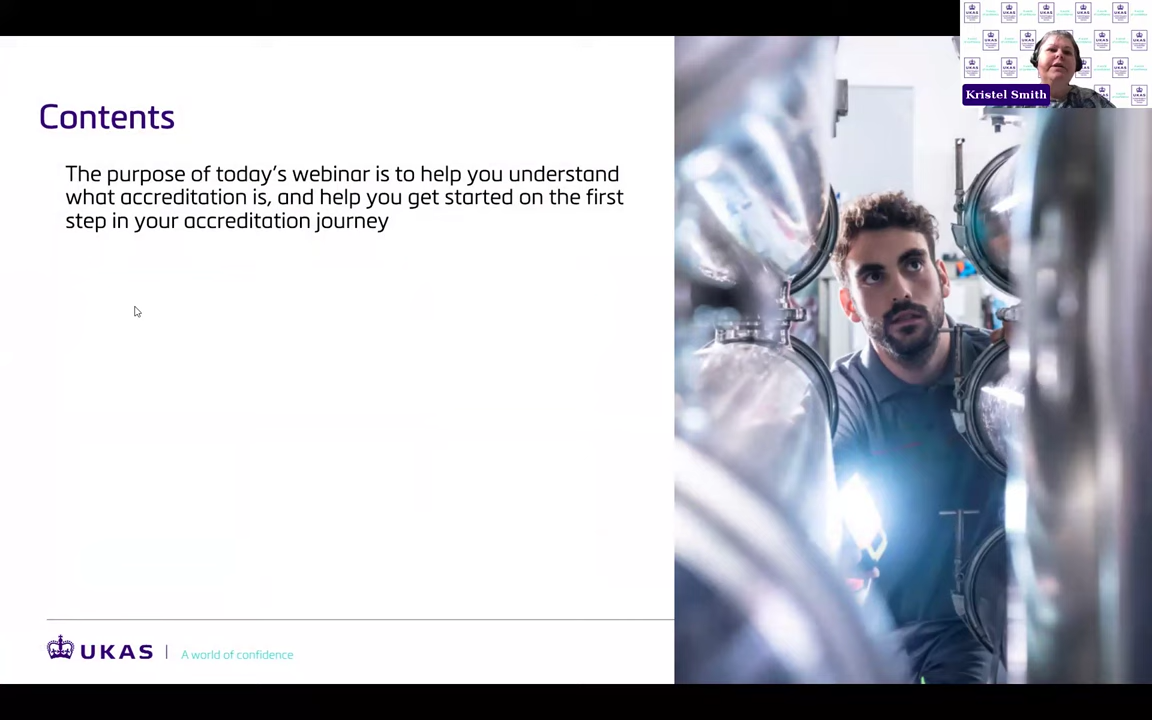 UKAS
Kristel Smith
Contents
The purpose of today's webinar is to help you understand
what accreditation is, and help you get started on the first
step in your accreditation journey
UKAS
A world of confidence